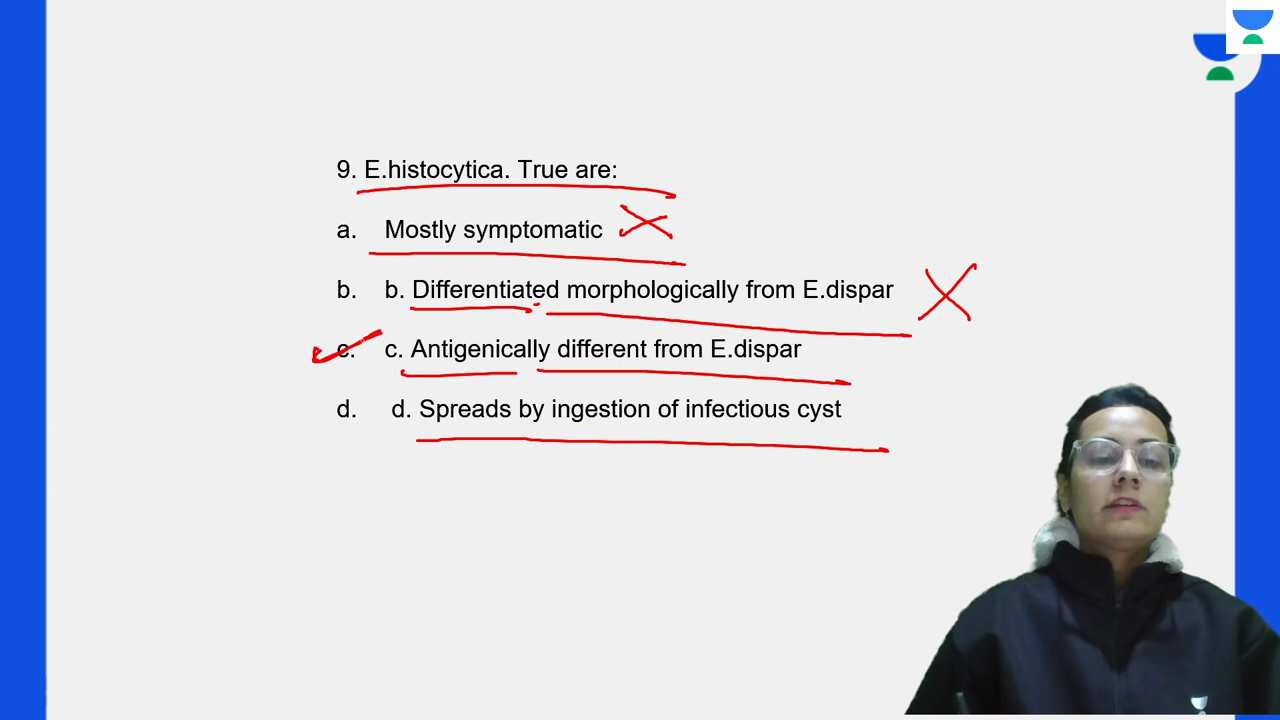 9. E.histocytica. True are:
a. Mostly symptomatic
b. b. Differentiated morphologically from E.dispar
c. c. Antigenically different from E.dispar
d. d. Spreads by ingestion of infectious cyst